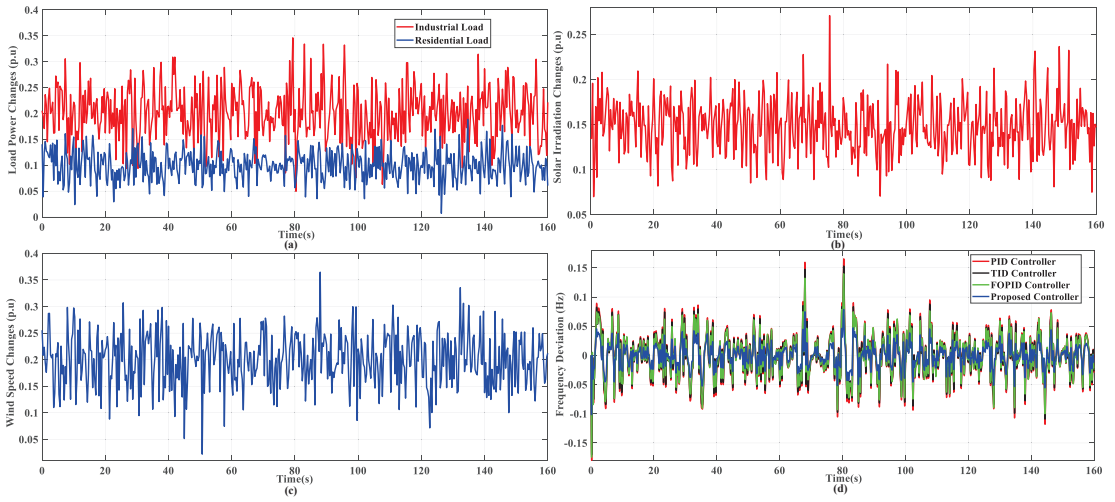 Load Power Changes (p.u)
0.4
0.35
0.3
0.25
0.2
0.15
0.1
0.05
0
Industrial Load
Residential Load
0 20 40 60 80 100 120 140 160
Time(s)
(a)
Solar Irradiation Changes (p.u)
0.25
0.2
0.15
0.1
0.05
0 20 40 60 80 100 120 140 160
Time(s)
(b)
Wind Speed Changes (p.u)
0.4
0.35
0.3
0.25
0.2
0.15
0.1
0.05
0 20 40 60 80 100 120 140 160
Time(s)
(c)
Frequency Deviation (Hz)
0.15
0.1
0.05
0
-0.05
-0.1
-0.15
PID Controller
TID Controller
FOPID Controller
Proposed Controller
0 20 40 60 80 100 120 140 160
Time(s)
(d)